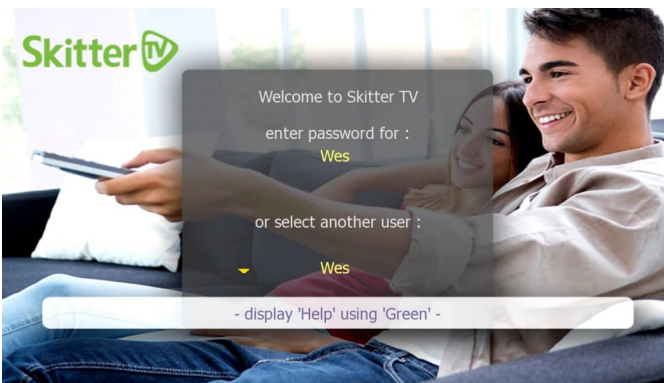 Skitter TV
Welcome to Skitter TV
enter password for :
Wes
or select another user :
Wes
- display 'Help' using 'Green' -